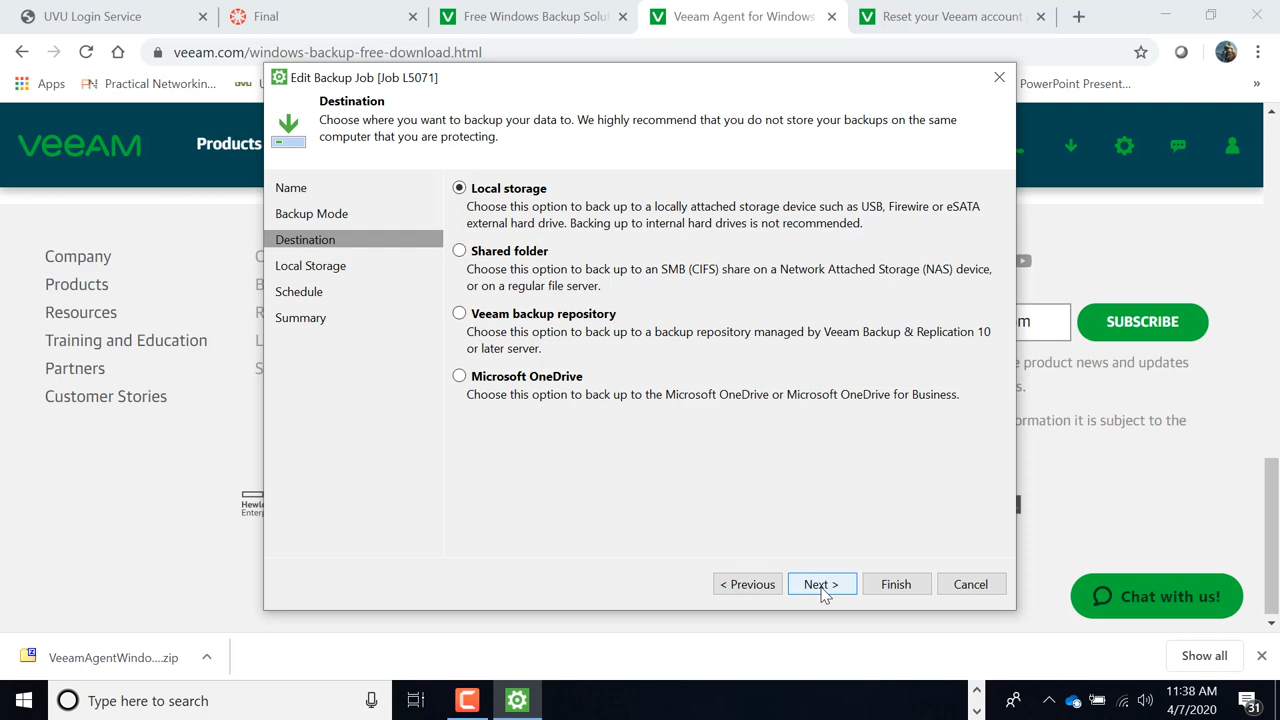 UVU Login Service
Final
Free Windows Backup Solu
Veeam Agent for Windows
Reset your Veeam account
veeam.com/windows-backup-free-download.html
Apps
Practical Networkin...
PowerPoint Present...
Edit Backup Job [Job L5071]
Destination
Choose where you want to backup your data to. We highly recommend that you do not store your backups on the same
computer that you are protecting.
VEEAM
Products
Name
Backup Mode
Destination
Local Storage
Schedule
Summary
Local storage
Choose this option to back up to a locally attached storage device such as USB, Firewire or eSATA
external hard drive. Backing up to internal hard drives is not recommended.
Shared folder
Choose this option to back up to an SMB (CIFS) share on a Network Attached Storage (NAS) device,
or on a regular file server.
Veeam backup repository
Choose this option to back up to a backup repository managed by Veeam Backup & Replication 10
or later server.
Microsoft OneDrive
Choose this option to back up to the Microsoft OneDrive or Microsoft OneDrive for Business.
Company
Products
Resources
Training and Education
Partners
Customer Stories
om
SUBSCRIBE
e product news and updates
s.
ormation it is subject to the
Hewle
Enterp
< Previous
Next >
Finish
Cancel
Chat with us!
VeeamAgentWindo....zip
Show all
Type here to search
11:38 AM
4/7/2020
31